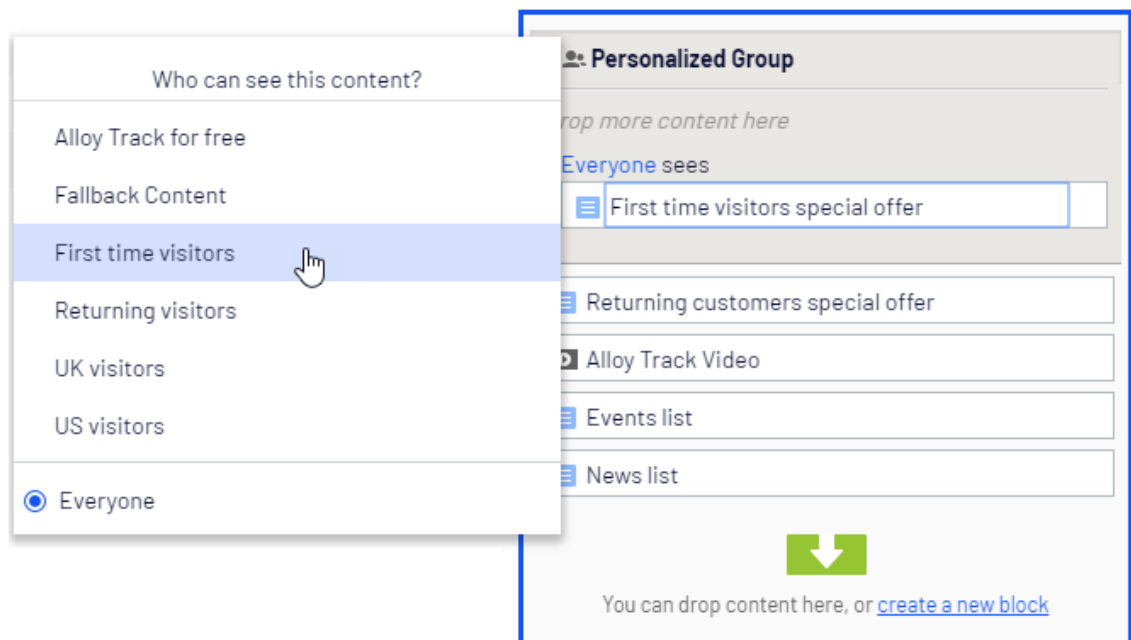 Who can see this content?
Alloy Track for free
Fallback Content
First time visitors
Returning visitors
UK visitors
US visitors
Everyone
Personalized Group
rop more content here
Everyone sees
First time visitors special offer
Returning customers special offer
Alloy Track Video
Events list
News list
You can drop content here, or create a new block